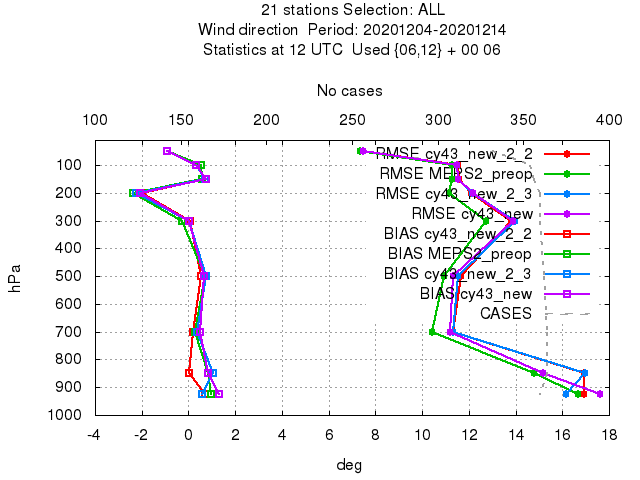 21 stations Selection: ALL
Wind direction  Period: 20201204-20201214
Statistics at 12 UTC  Used {06,12} + 00 06
No cases
100 150 200 250 300 350 400
RMSE cy43_new_2_2
RMSE MEPS2_preop
RMSE cy43_new_2_3
RMSE cy43_new
BIAS cy43_new_2_2
BIAS MEPS2_preop
BIAS cy43_new_2_3
BIAS cy43_new
CASES
100
200
300
400
500
600
700
800
900
1000
hPa
-4 -2 0 2 4 6 8 10 12 14 16 18
deg